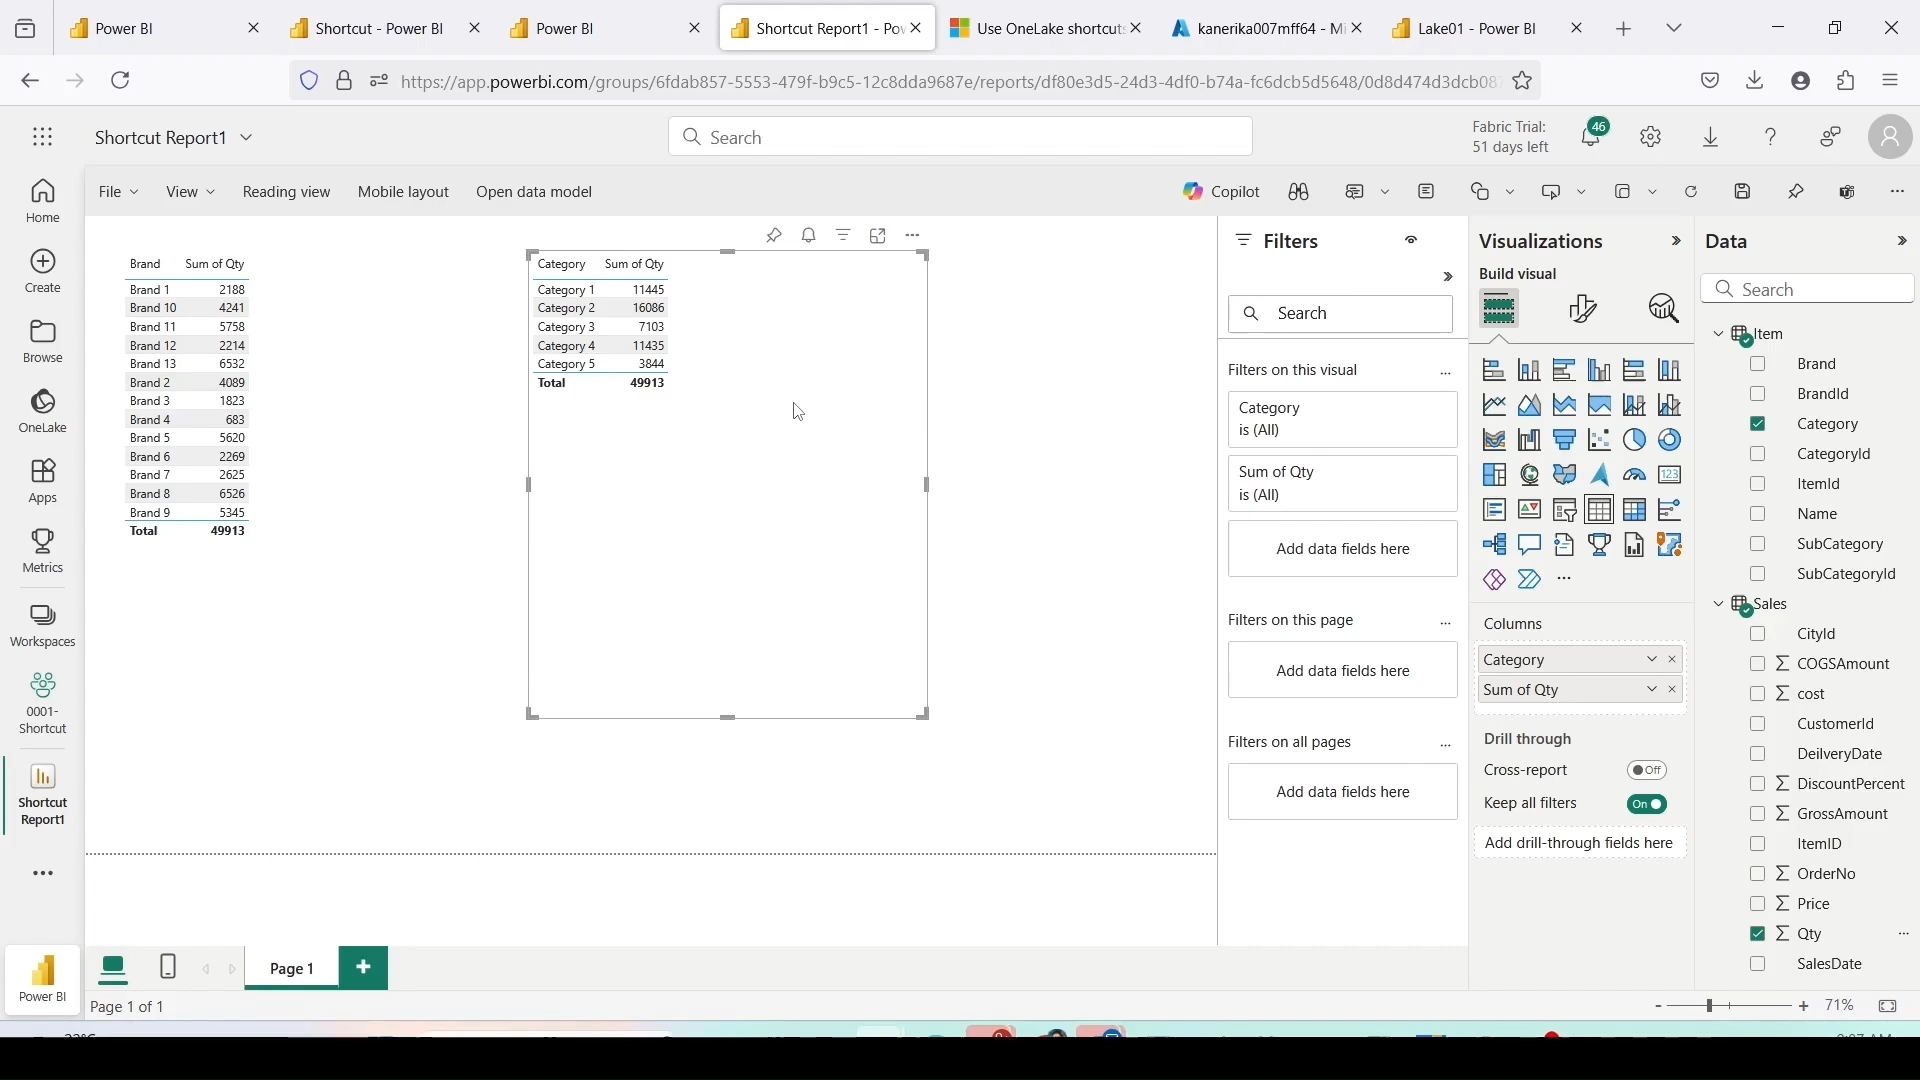 Power BI
Shortcut - Power BI
Power BI
Shortcut Report1 - Pov
Use OneLake shortcuts
kanerika007mff64 - Mi
Lake01 - Power BI
https://app.powerbi.com/groups/6fdab857-5553-479f-b9c5-12c8dda9687e/reports/df80e3d5-24d3-4df0-b74a-fc6dcb5d5648/0d8d474d3dcb087
Shortcut Report1
Search
Fabric Trial:
51 days left
46
File
View
Reading view
Mobile layout
Open data model
Copilot
Home
Create
Browse
OneLake
Apps
Metrics
Workspaces
0001-
Shortcut
Shortcut
Report1
Power BI
Brand Sum of Qty
Brand 1 2188
Brand 10 4241
Brand 11 5758
Brand 12 2214
Brand 13 6532
Brand 2 4089
Brand 3 1823
Brand 4 683
Brand 5 5620
Brand 6 2269
Brand 7 2625
Brand 8 6526
Brand 9 5345
Total 49913
Category Sum of Qty
Category 1 11445
Category 2 16086
Category 3 7103
Category 4 11435
Category 5 3844
Total 49913
Filters
Search
Filters on this visual
Category
is (All)
Sum of Qty
is (All)
Add data fields here
Filters on this page
Add data fields here
Filters on all pages
Add data fields here
Visualizations
Build visual
123
Columns
Category
Sum of Qty
Drill through
Cross-report
Off
Keep all filters
On
Add drill-through fields here
Data
Search
Item
Brand
BrandId
Category
CategoryId
ItemId
Name
SubCategory
SubCategoryId
Sales
CityId
COGSAmount
cost
CustomerId
DeilveryDate
DiscountPercent
GrossAmount
ItemID
OrderNo
Price
Qty
SalesDate
Page 1
Page 1 of 1
71%